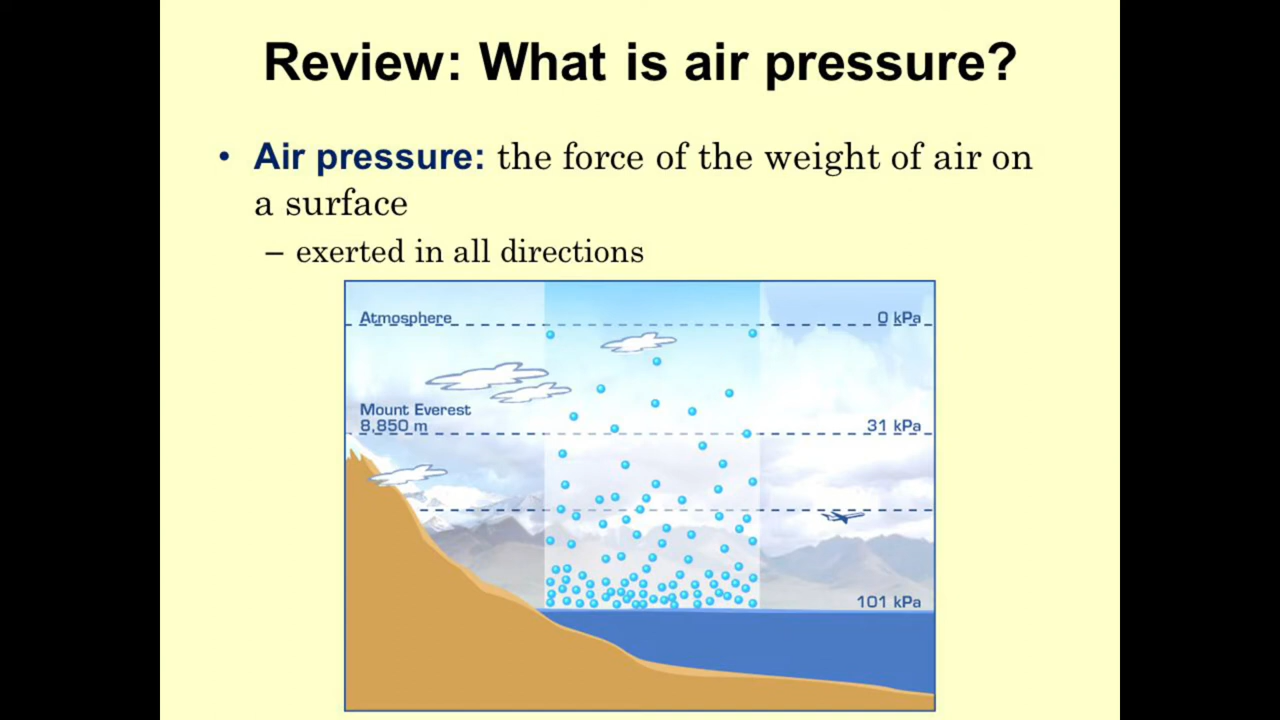 Review: What is air pressure?
• Air pressure: the force of the weight of air on
a surface
– exerted in all directions
Atmosphere
0 kPa
Mount Everest
8,850 m
31 kPa
101 kPa